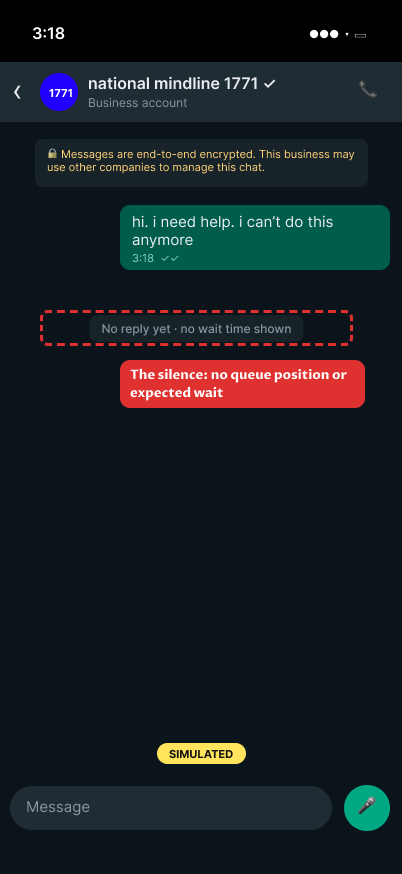 3:18
1771
national mindline 1771 ✓
Business account
🔒 Messages are end-to-end encrypted. This business may
use other companies to manage this chat.
hi. i need help. i can’t do this
anymore
3:18 ✓✓
No reply yet · no wait time shown
The silence: no queue position or
expected wait
SIMULATED
Message